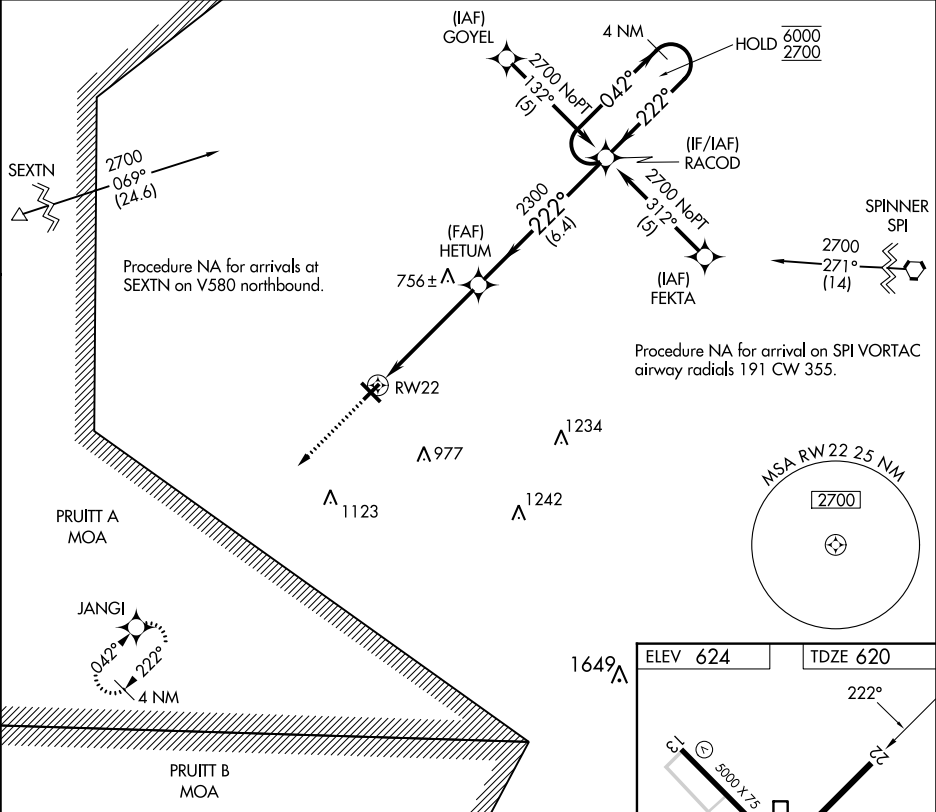 (IAF)
GOYEL
4 NM
HOLD 6000
2700
2700 NoPT
132°
(5)
042°
222°
(IF/IAF)
RACOD
SEXTN
2700
069°
(24.6)
2300
222°
(6.4)
2700 NoPT
312°
(5)
SPINNER
SPI
(FAF)
HETUM
756±
2700
271°
(14)
(IAF)
FEKTA
Procedure NA for arrivals at
SEXTN on V580 northbound.
Procedure NA for arrival on SPI VORTAC
airway radials 191 CW 355.
RW22
1234
977
1123
1242
MSA RW22 25 NM
2700
PRUITT A
MOA
JANGI
042°
222°
4 NM
1649
ELEV 624
TDZE 620
222°
13
5000 X 75
22
PRUITT B
MOA